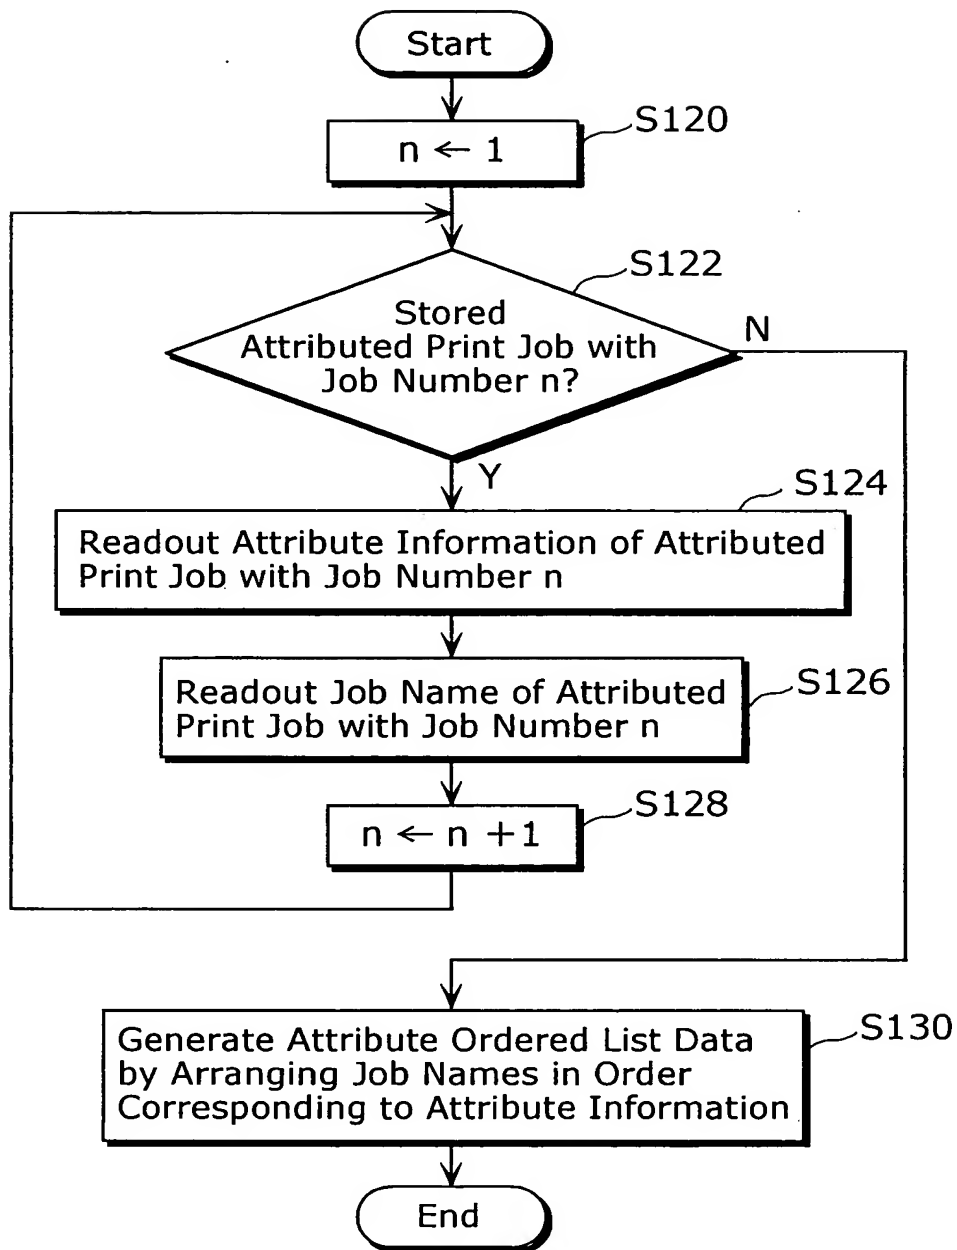 Start
S120
n ← 1
S122
Stored
Attributed Print Job with
Job Number n?
N
Y
S124
Readout Attribute Information of Attributed
Print Job with Job Number n
S126
Readout Job Name of Attributed
Print Job with Job Number n
S128
n ← n +1
S130
Generate Attribute Ordered List Data
by Arranging Job Names in Order
Corresponding to Attribute Information
End